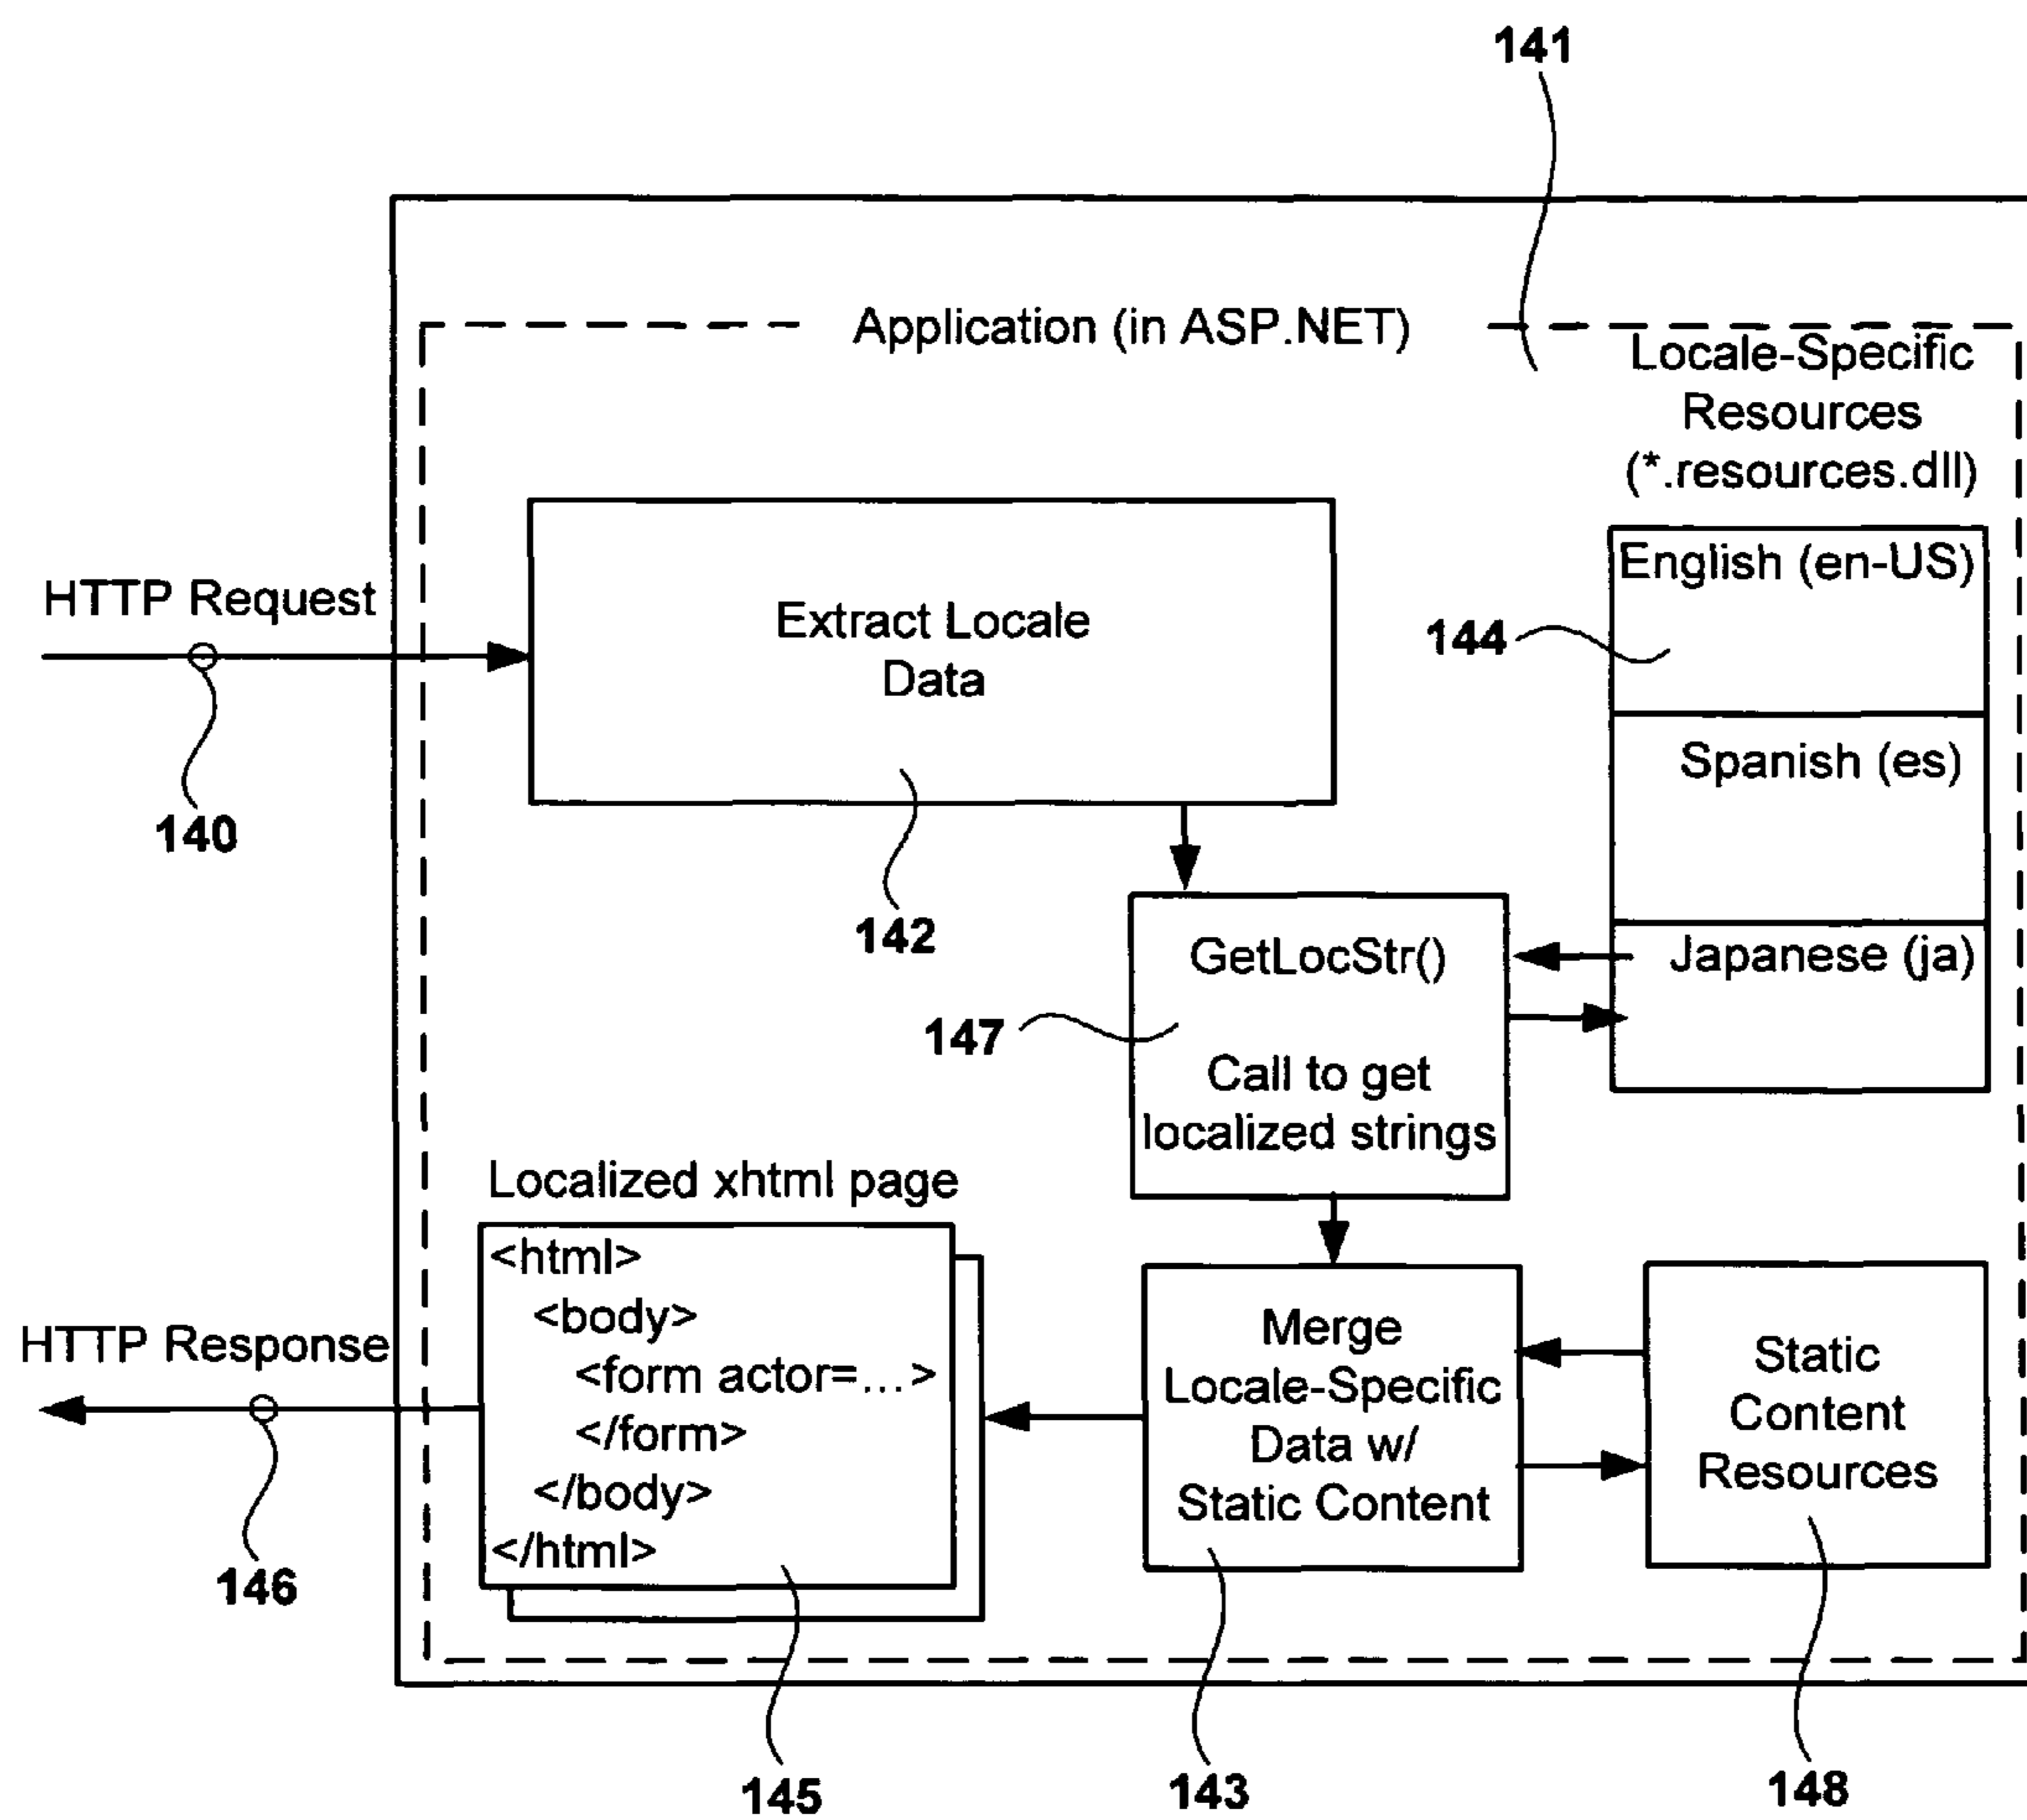 141
Application (in ASP.NET)
Locale-Specific
Resources
(*.resources.dll)
HTTP Request
140
Extract Locale
Data
142
English (en-US)
144
Spanish (es)
Japanese (ja)
GetLocStr()
147
Call to get
localized strings
Localized xhtml page
<html>
<body>
<form actor=...>
</form>
</body>
</html>
HTTP Response
146
Merge
Locale-Specific
Data w/
Static Content
Static
Content
Resources
145
143
148